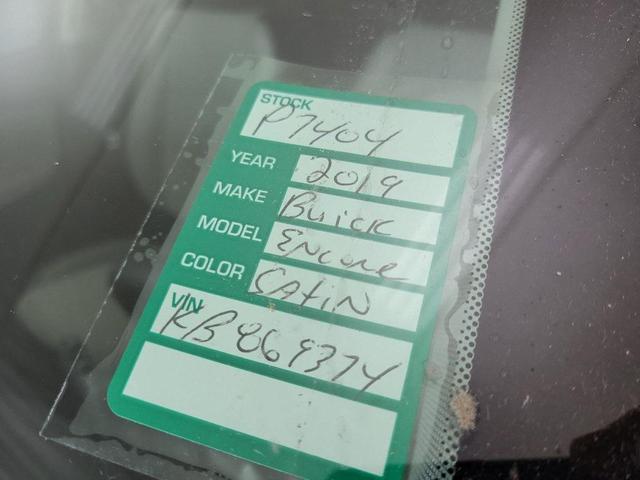 STOCK
P7404
YEAR 2019
MAKE Buick
MODEL Encore
COLOR SATIN
VIN
KB869374